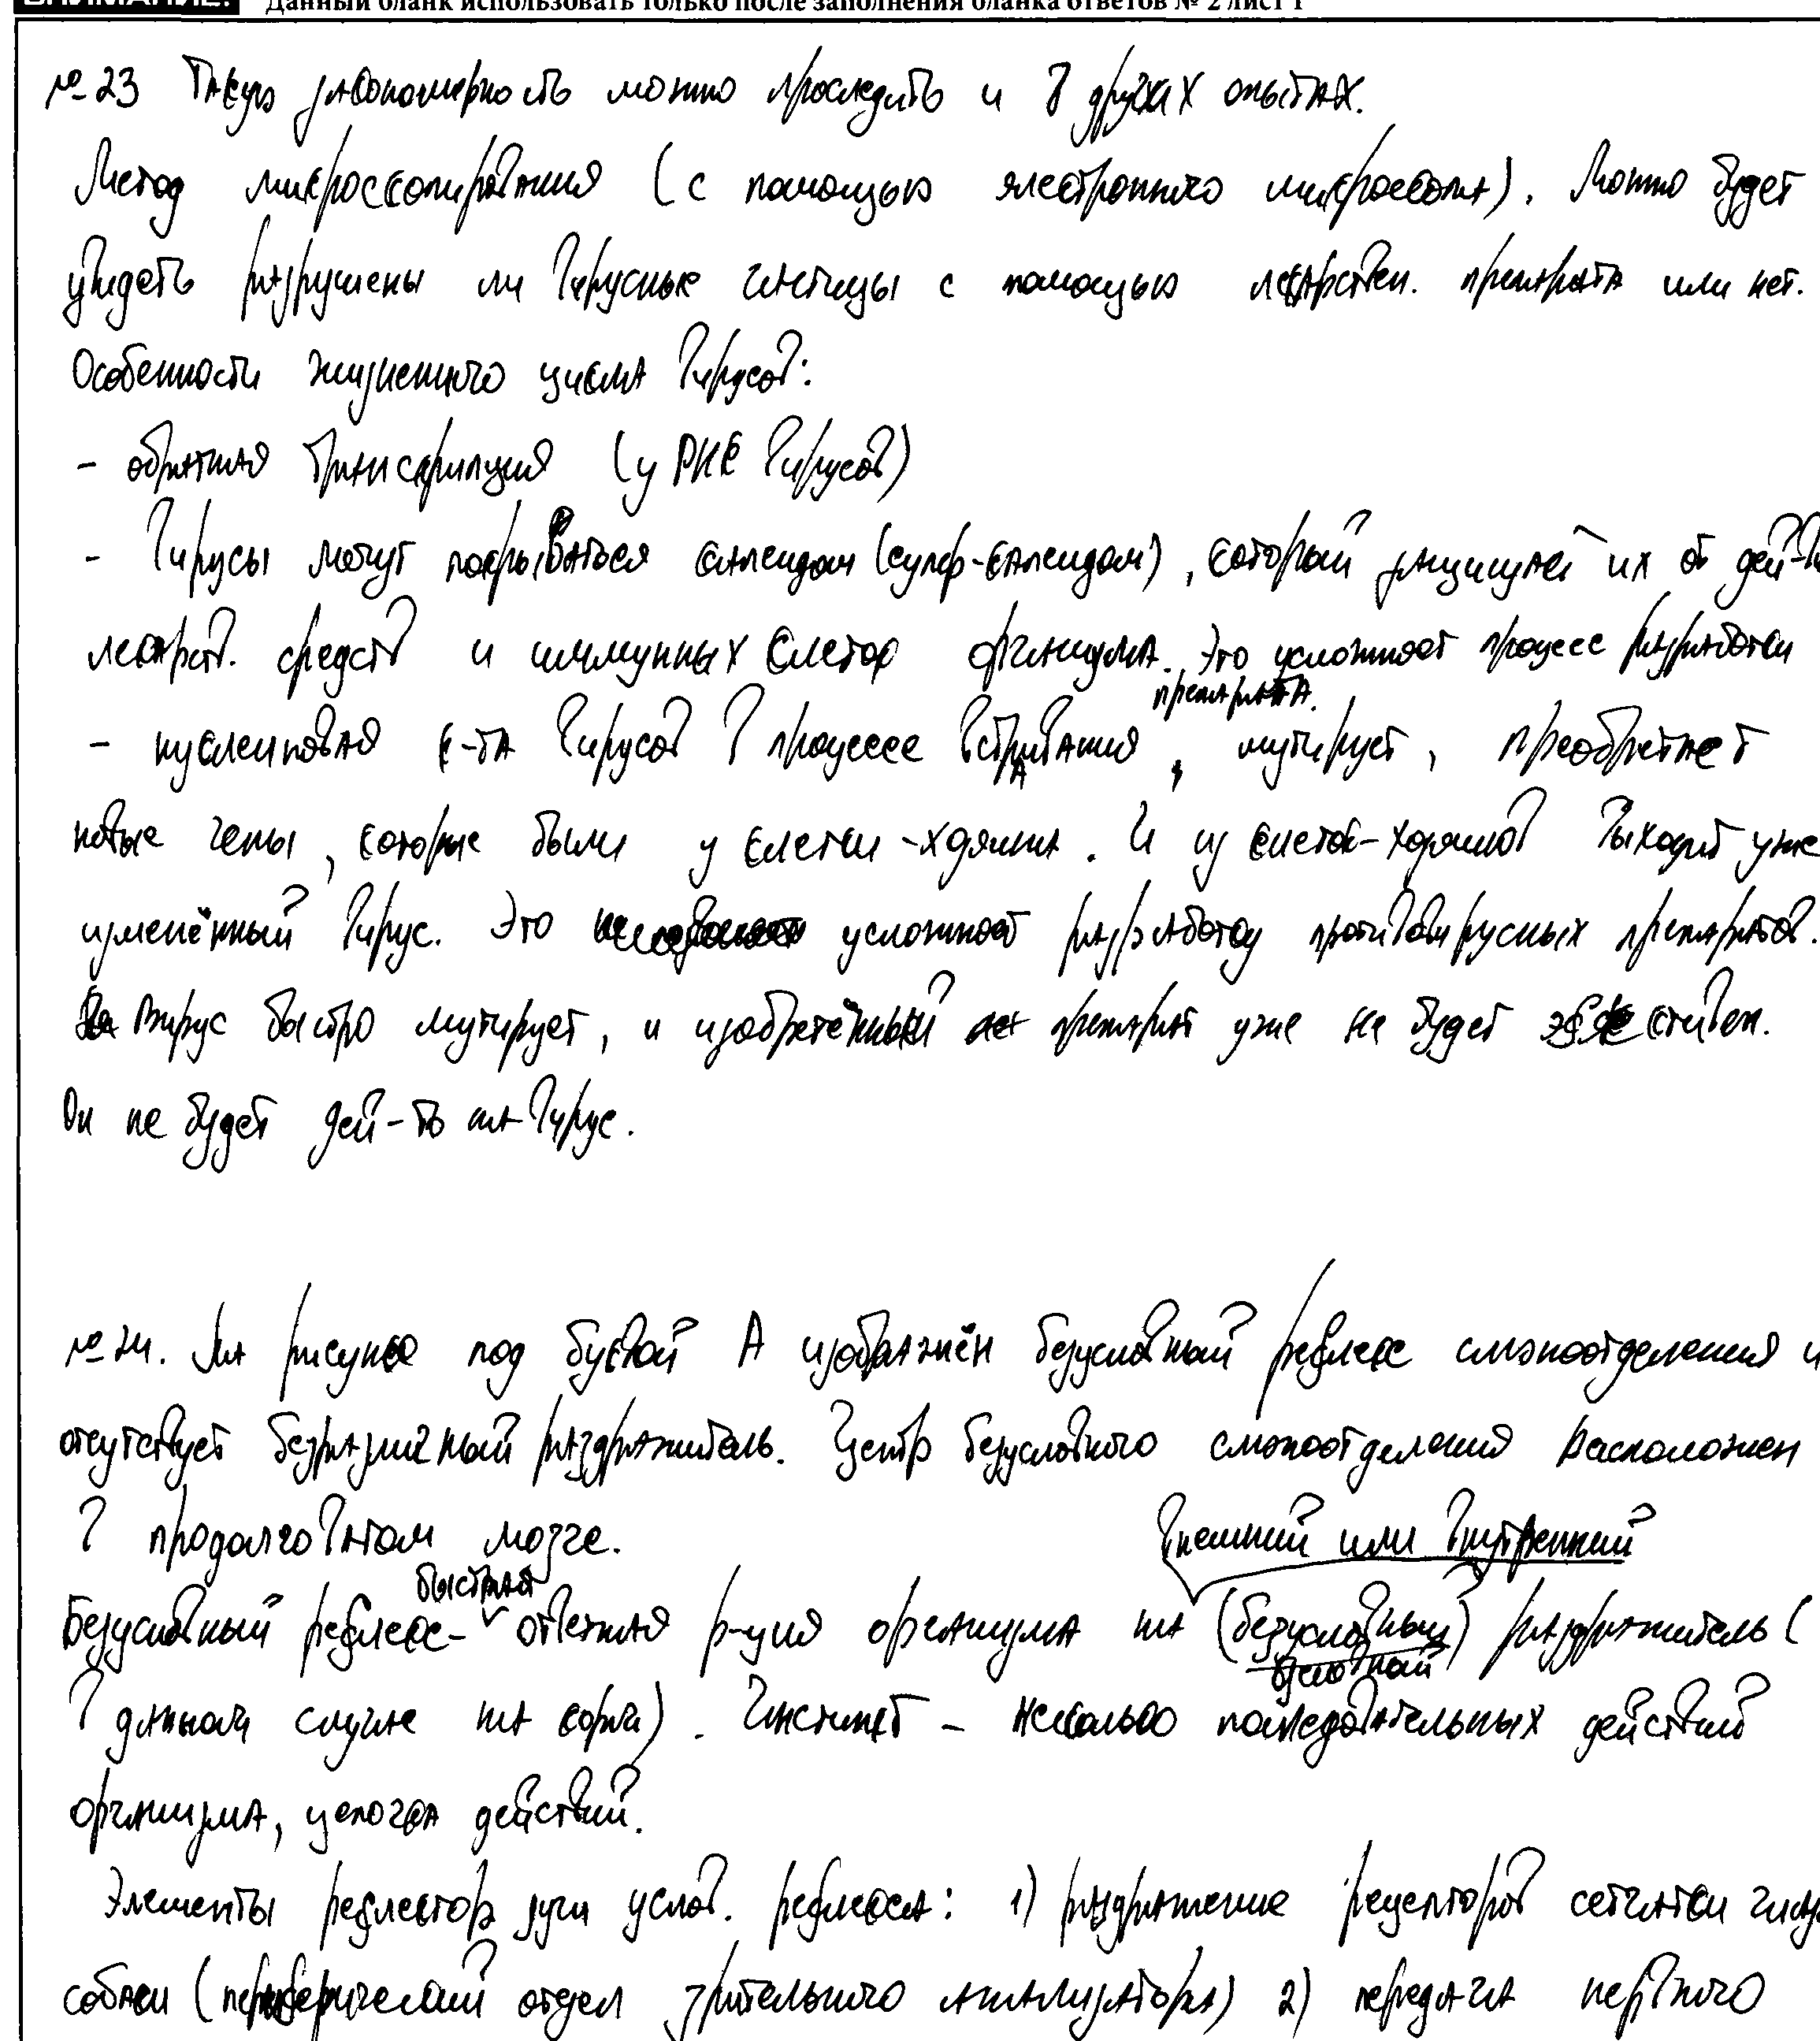 ВНИМАНИЕ! Данный бланк использовать только после заполнения бланка ответов № 2 лист 1
№ 23 Такую закономерность можно проследить и в других опытах.
Метод микроскопирования (с помощью электронного микроскопа). Можно будет
увидеть разрушены ли вирусные частицы с помощью лекарствен. препарата или нет.
Особенности жизненного цикла вирусов:
- обратная транскрипция (у РНК вирусов)
- вирусы могут покрываться капсидом (супер-капсидом), который защищает их от дей-
лекарств. средств и иммунных клеток организма. Это усложняет процесс разработки
препарата.
- нуклеиновая к-та вирусов в процессе встраивания, мутирует, преобретает
новые гены, которые были у клетки-хозяина. И из клеток-хозяинов выходит уже
изменённый вирус. Это усложняет разработку противовирусных препаратов.
Вирус быстро мутирует, и изобретённый препарат уже не будет эффективен.
Он не будет дей-ть на вирус.
№ 24. На рисунке под буквой А изображён безусловный рефлекс слюноотделения и
отсутствует безразличный раздражитель. Центр безусловного слюноотделения расположен
в продолговатом мозге.
внешний или внутренний
быстрая
Безусловный рефлекс- ответная р-ция организма на (безусловный) раздражитель (
условный
в данном случае на корм). Инстинкт - несколько последовательных действий
организма, цепочка действий.
Элементы рефлектор дуги услов. рефлекса: 1) раздражение рецепторов сетчатки глаз
собаки (периферический отдел зрительного анализатора) 2) передача нервного